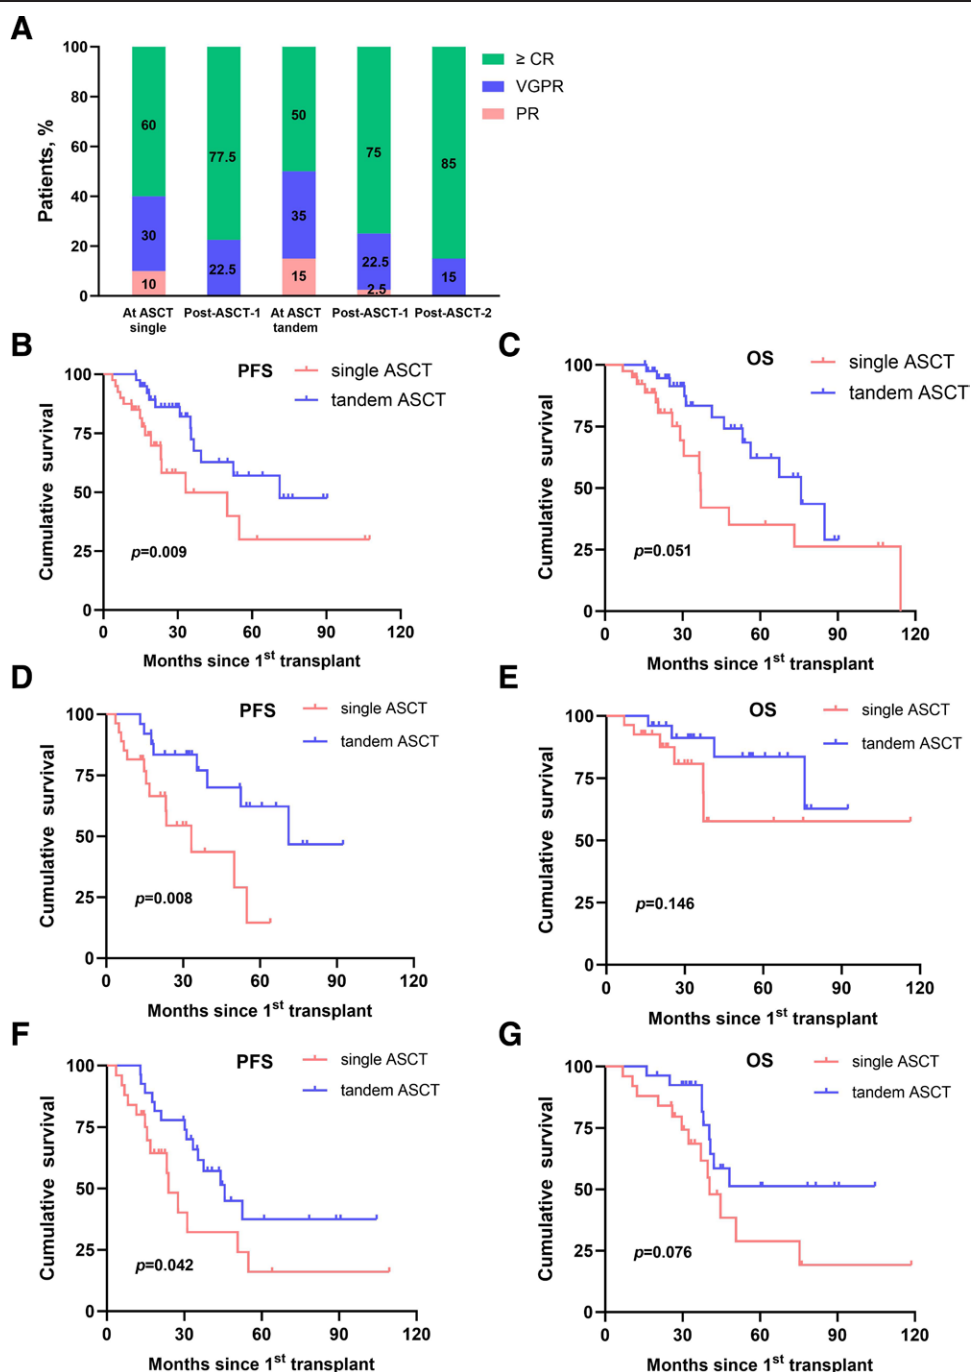 A
100
80
60
40
20
0
Patients, %
60
30
10
77.5
22.5
50
35
15
75
22.5
2.5
85
15
≥ CR
VGPR
PR
At ASCT single
Post-ASCT-1
At ASCT tandem
Post-ASCT-1
Post-ASCT-2
B
PFS
single ASCT
tandem ASCT
100
75
50
25
0
Cumulative survival
p=0.009
0 30 60 90 120
Months since 1st transplant
C
OS
single ASCT
tandem ASCT
100
75
50
25
0
Cumulative survival
p=0.051
0 30 60 90 120
Months since 1st transplant
D
PFS
single ASCT
tandem ASCT
100
75
50
25
0
Cumulative survival
p=0.008
0 30 60 90 120
Months since 1st transplant
E
OS
single ASCT
tandem ASCT
100
75
50
25
0
Cumulative survival
p=0.146
0 30 60 90 120
Months since 1st transplant
F
PFS
single ASCT
tandem ASCT
100
75
50
25
0
Cumulative survival
p=0.042
0 30 60 90 120
Months since 1st transplant
G
OS
single ASCT
tandem ASCT
100
75
50
25
0
Cumulative survival
p=0.076
0 30 60 90 120
Months since 1st transplant